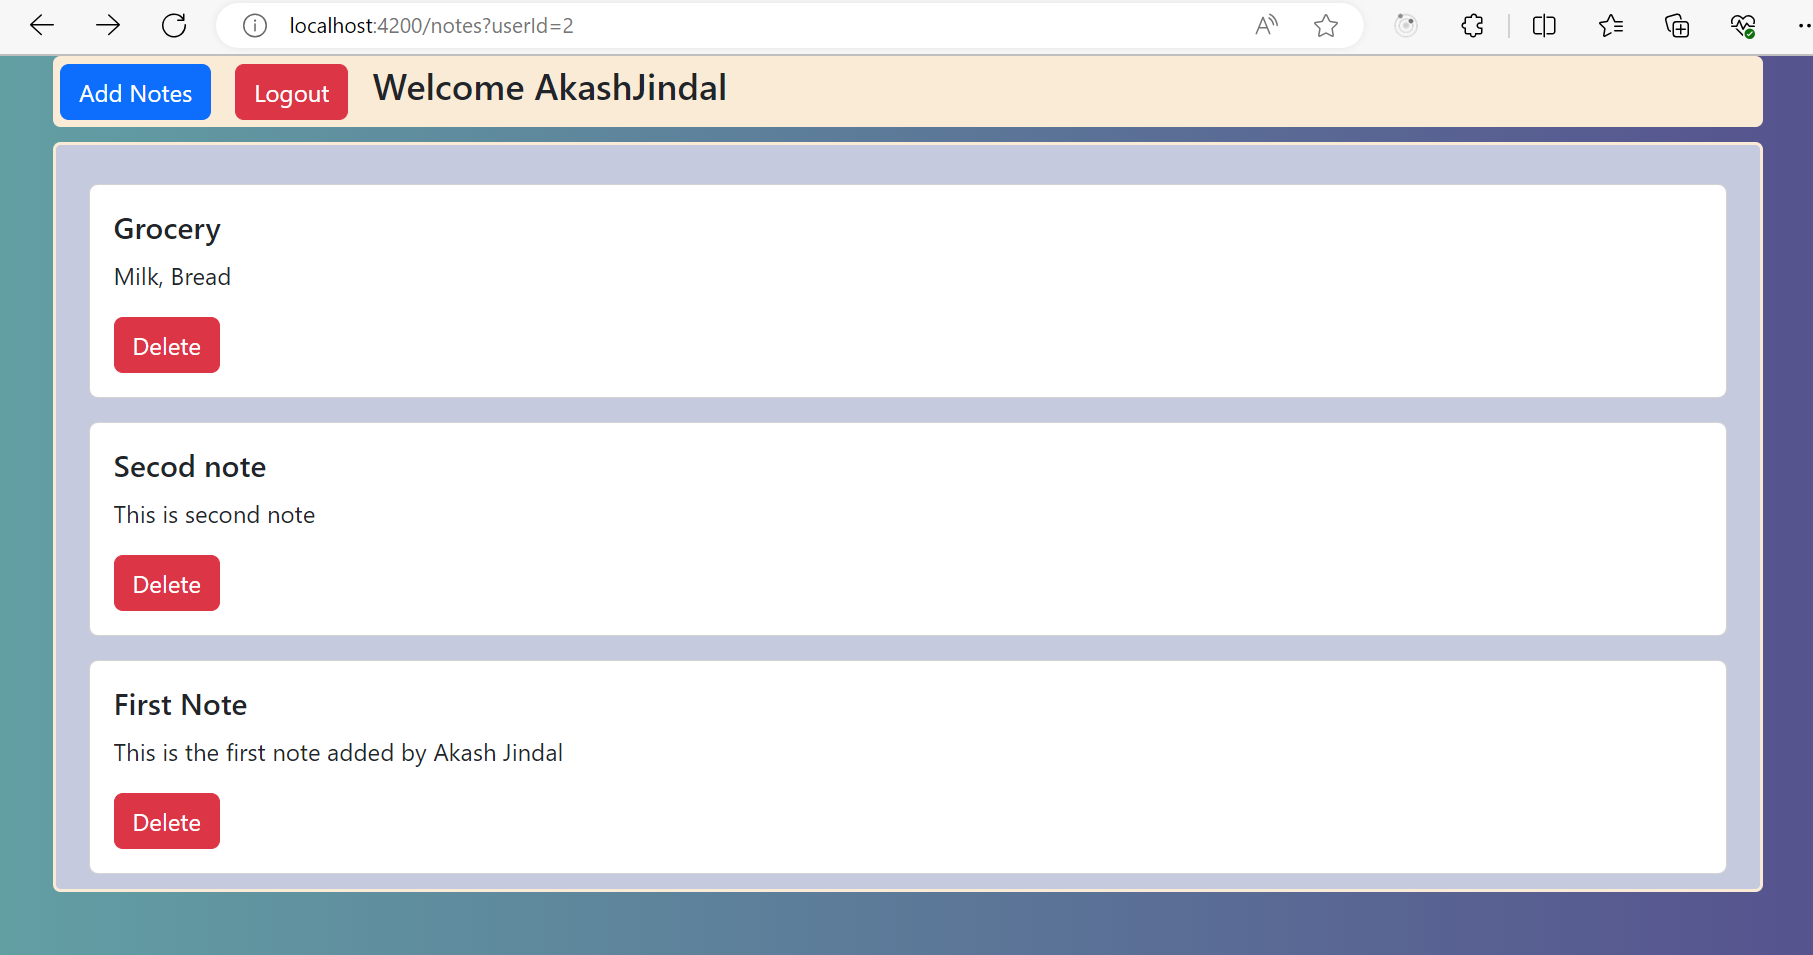 localhost:4200/notes?userId=2
Add Notes Logout Welcome AkashJindal
Grocery
Milk, Bread
Delete
Secod note
This is second note
Delete
First Note
This is the first note added by Akash Jindal
Delete